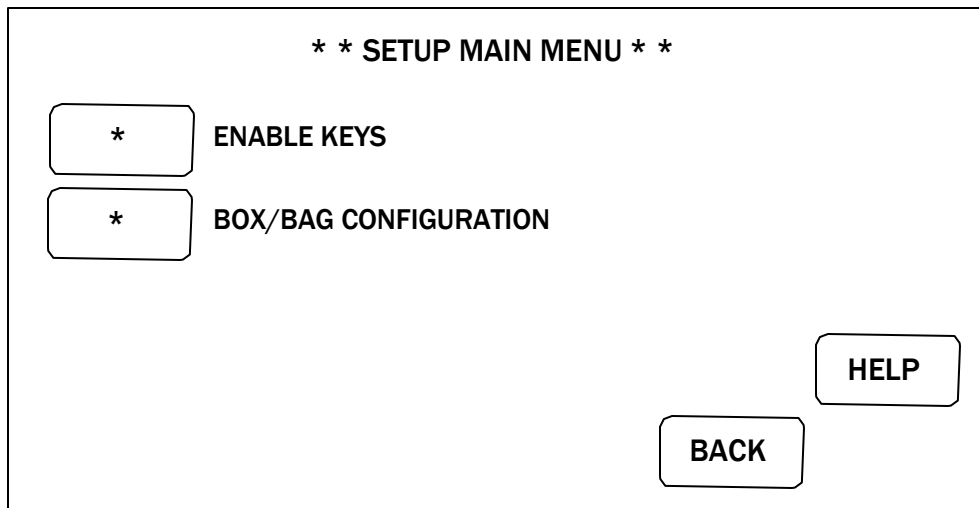 * * SETUP MAIN MENU * *
* ENABLE KEYS
* BOX/BAG CONFIGURATION
HELP
BACK